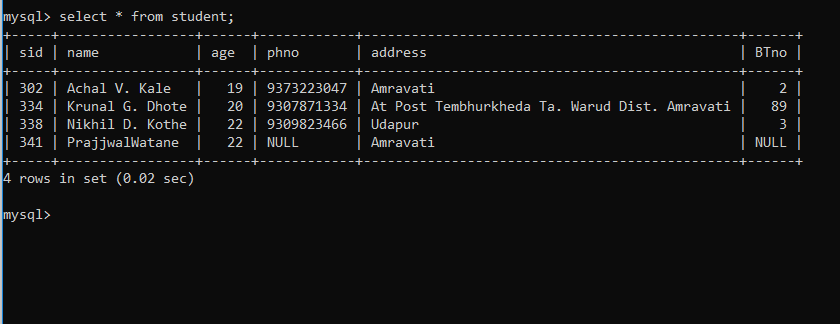 mysql> select * from student;
+-----+-----------------+------+------------+-----------------------------------------------+------+
| sid | name            | age  | phno       | address                                       | BTno |
+-----+-----------------+------+------------+-----------------------------------------------+------+
| 302 | Achal V. Kale   |   19 | 9373223047 | Amravati                                      |    2 |
| 334 | Krunal G. Dhote |   20 | 9307871334 | At Post Tembhurkheda Ta. Warud Dist. Amravati |   89 |
| 338 | Nikhil D. Kothe |   22 | 9309823466 | Udapur                                        |    3 |
| 341 | PrajjwalWatane  |   22 | NULL       | Amravati                                      | NULL |
+-----+-----------------+------+------------+-----------------------------------------------+------+
4 rows in set (0.02 sec)
mysql>